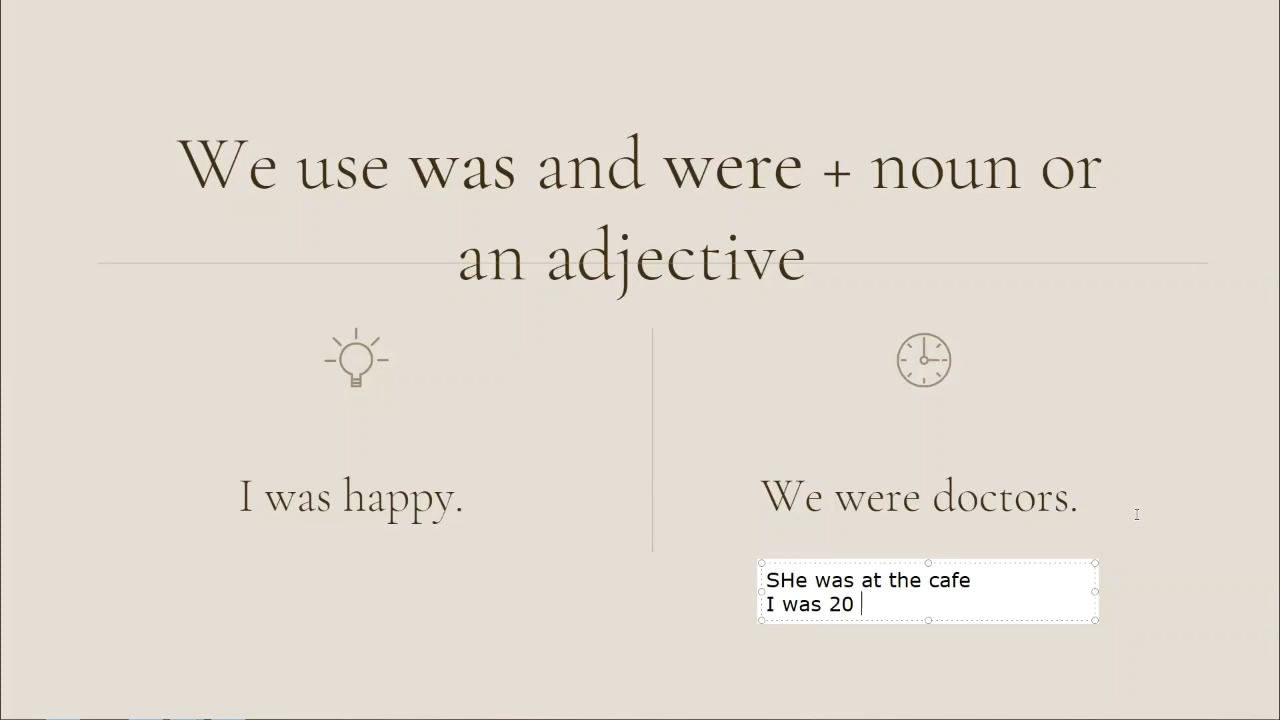 We use was and were + noun or
an adjective
I was happy.
We were doctors.
SHe was at the cafe
I was 20